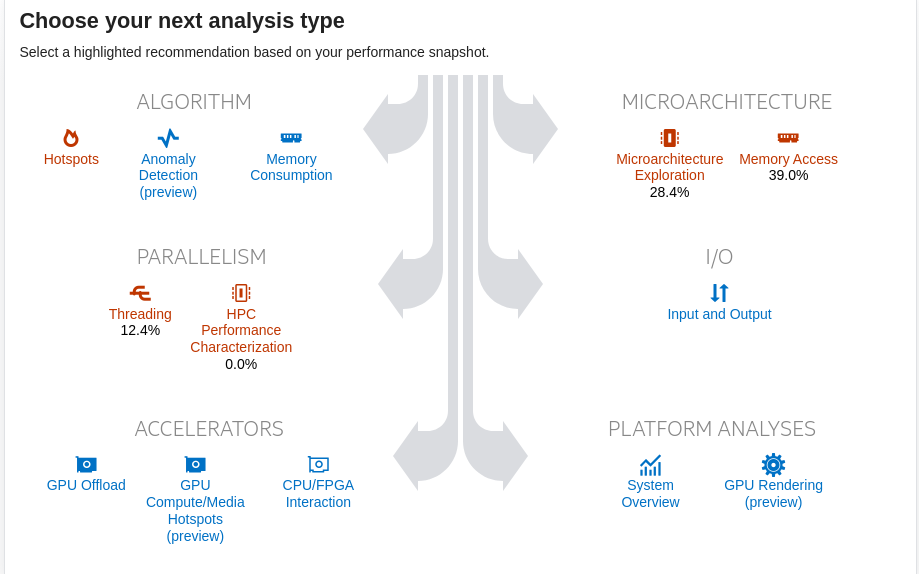 Choose your next analysis type
Select a highlighted recommendation based on your performance snapshot.
ALGORITHM
Hotspots
Anomaly
Detection
(preview)
Memory
Consumption
MICROARCHITECTURE
Microarchitecture
Exploration
28.4%
Memory Access
39.0%
PARALLELISM
Threading
12.4%
HPC
Performance
Characterization
0.0%
I/O
Input and Output
ACCELERATORS
GPU Offload
GPU
Compute/Media
Hotspots
(preview)
CPU/FPGA
Interaction
PLATFORM ANALYSES
System
Overview
GPU Rendering
(preview)